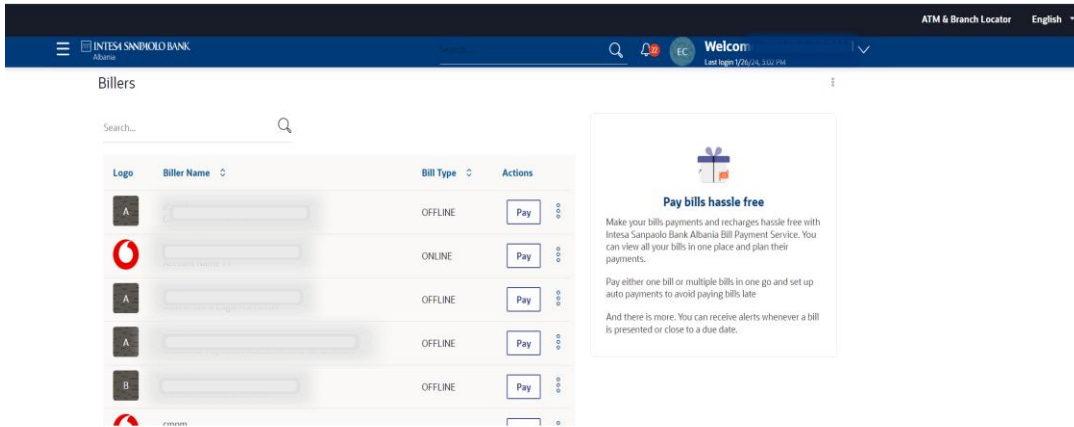 ATM & Branch Locator English
INTESA SANPAOLO BANK
Albania
Search...
22
EC
Welcom
Last login 1/26/24, 3:02 PM
Billers
Search...
Logo Biller Name Bill Type Actions
A OFFLINE Pay
ONLINE Pay
A OFFLINE Pay
A OFFLINE Pay
B OFFLINE Pay
Pay bills hassle free
Make your bills payments and recharges hassle free with
Intesa Sanpaolo Bank Albania Bill Payment Service. You
can view all your bills in one place and plan their
payments.
Pay either one bill or multiple bills in one go and set up
auto payments to avoid paying bills late
And there is more. You can receive alerts whenever a bill
is presented or close to a due date.